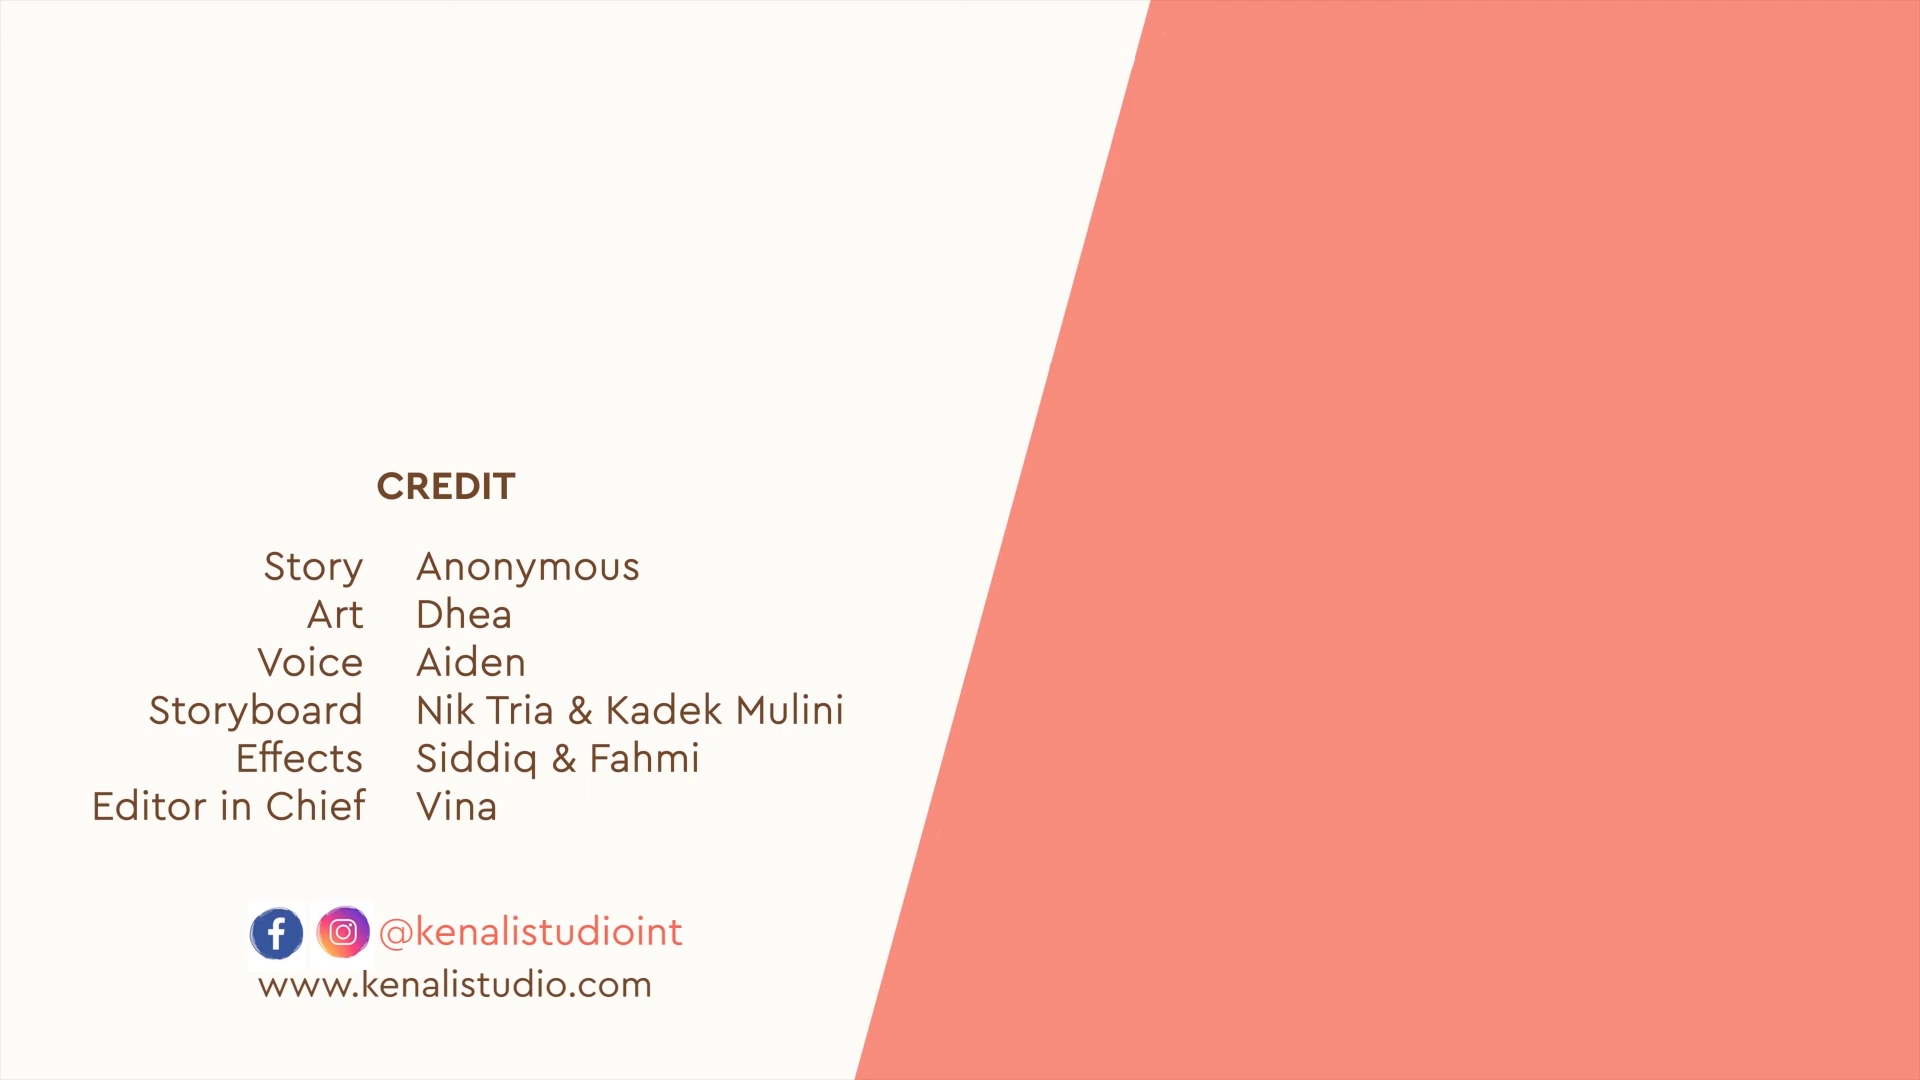 CREDIT
Story Anonymous
Art Dhea
Voice Aiden
Storyboard Nik Tria & Kadek Mulini
Effects Siddiq & Fahmi
Editor in Chief Vina
@kenalistudioint
www.kenalistudio.com